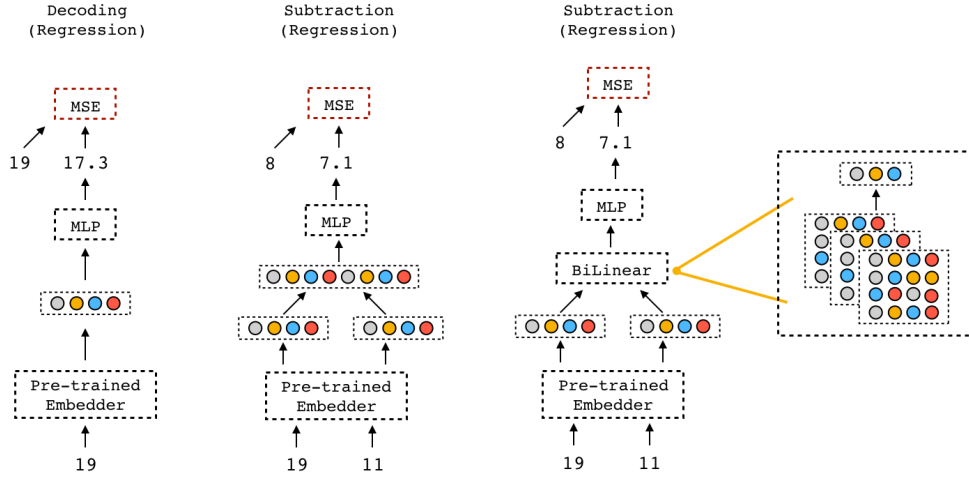 Decoding
(Regression)
MSE
19
17.3
MLP
Pre-trained
Embedder
19
Subtraction
(Regression)
MSE
8
7.1
MLP
Pre-trained
Embedder
19
11
Subtraction
(Regression)
MSE
8
7.1
MLP
BiLinear
Pre-trained
Embedder
19
11